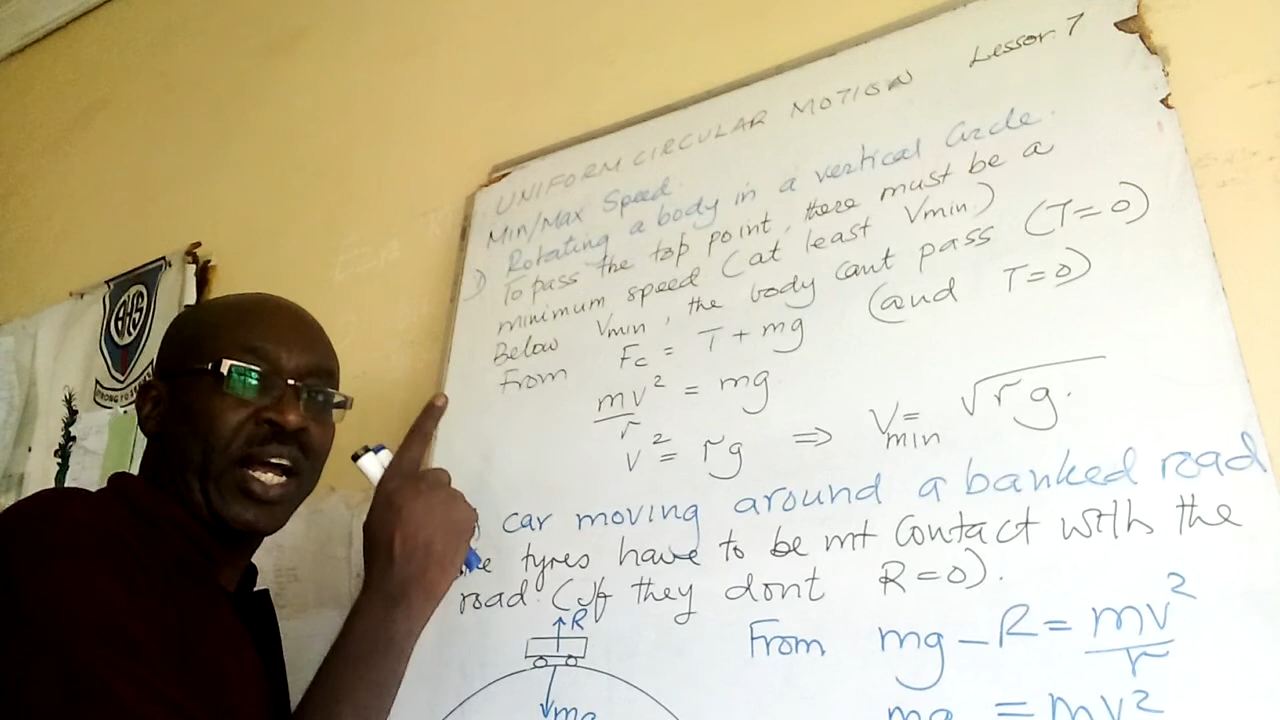 Lesson 7
UNIFORM CIRCULAR MOTION
Min/Max Speed.
Rotating a body in a vertical circle.
To pass the top point, there must be a
minimum speed (at least Vmin)
Below Vmin, the body cant pass (T=0)
From Fc = T + mg (and T=0)
mv² = mg
r
v² = rg ⇒ Vmin = √rg.
car moving around a banked road
tyres have to be in contact with the
road. (If they dont R=0).
R
From mg – R = mv²
r
mg
mg = mv²